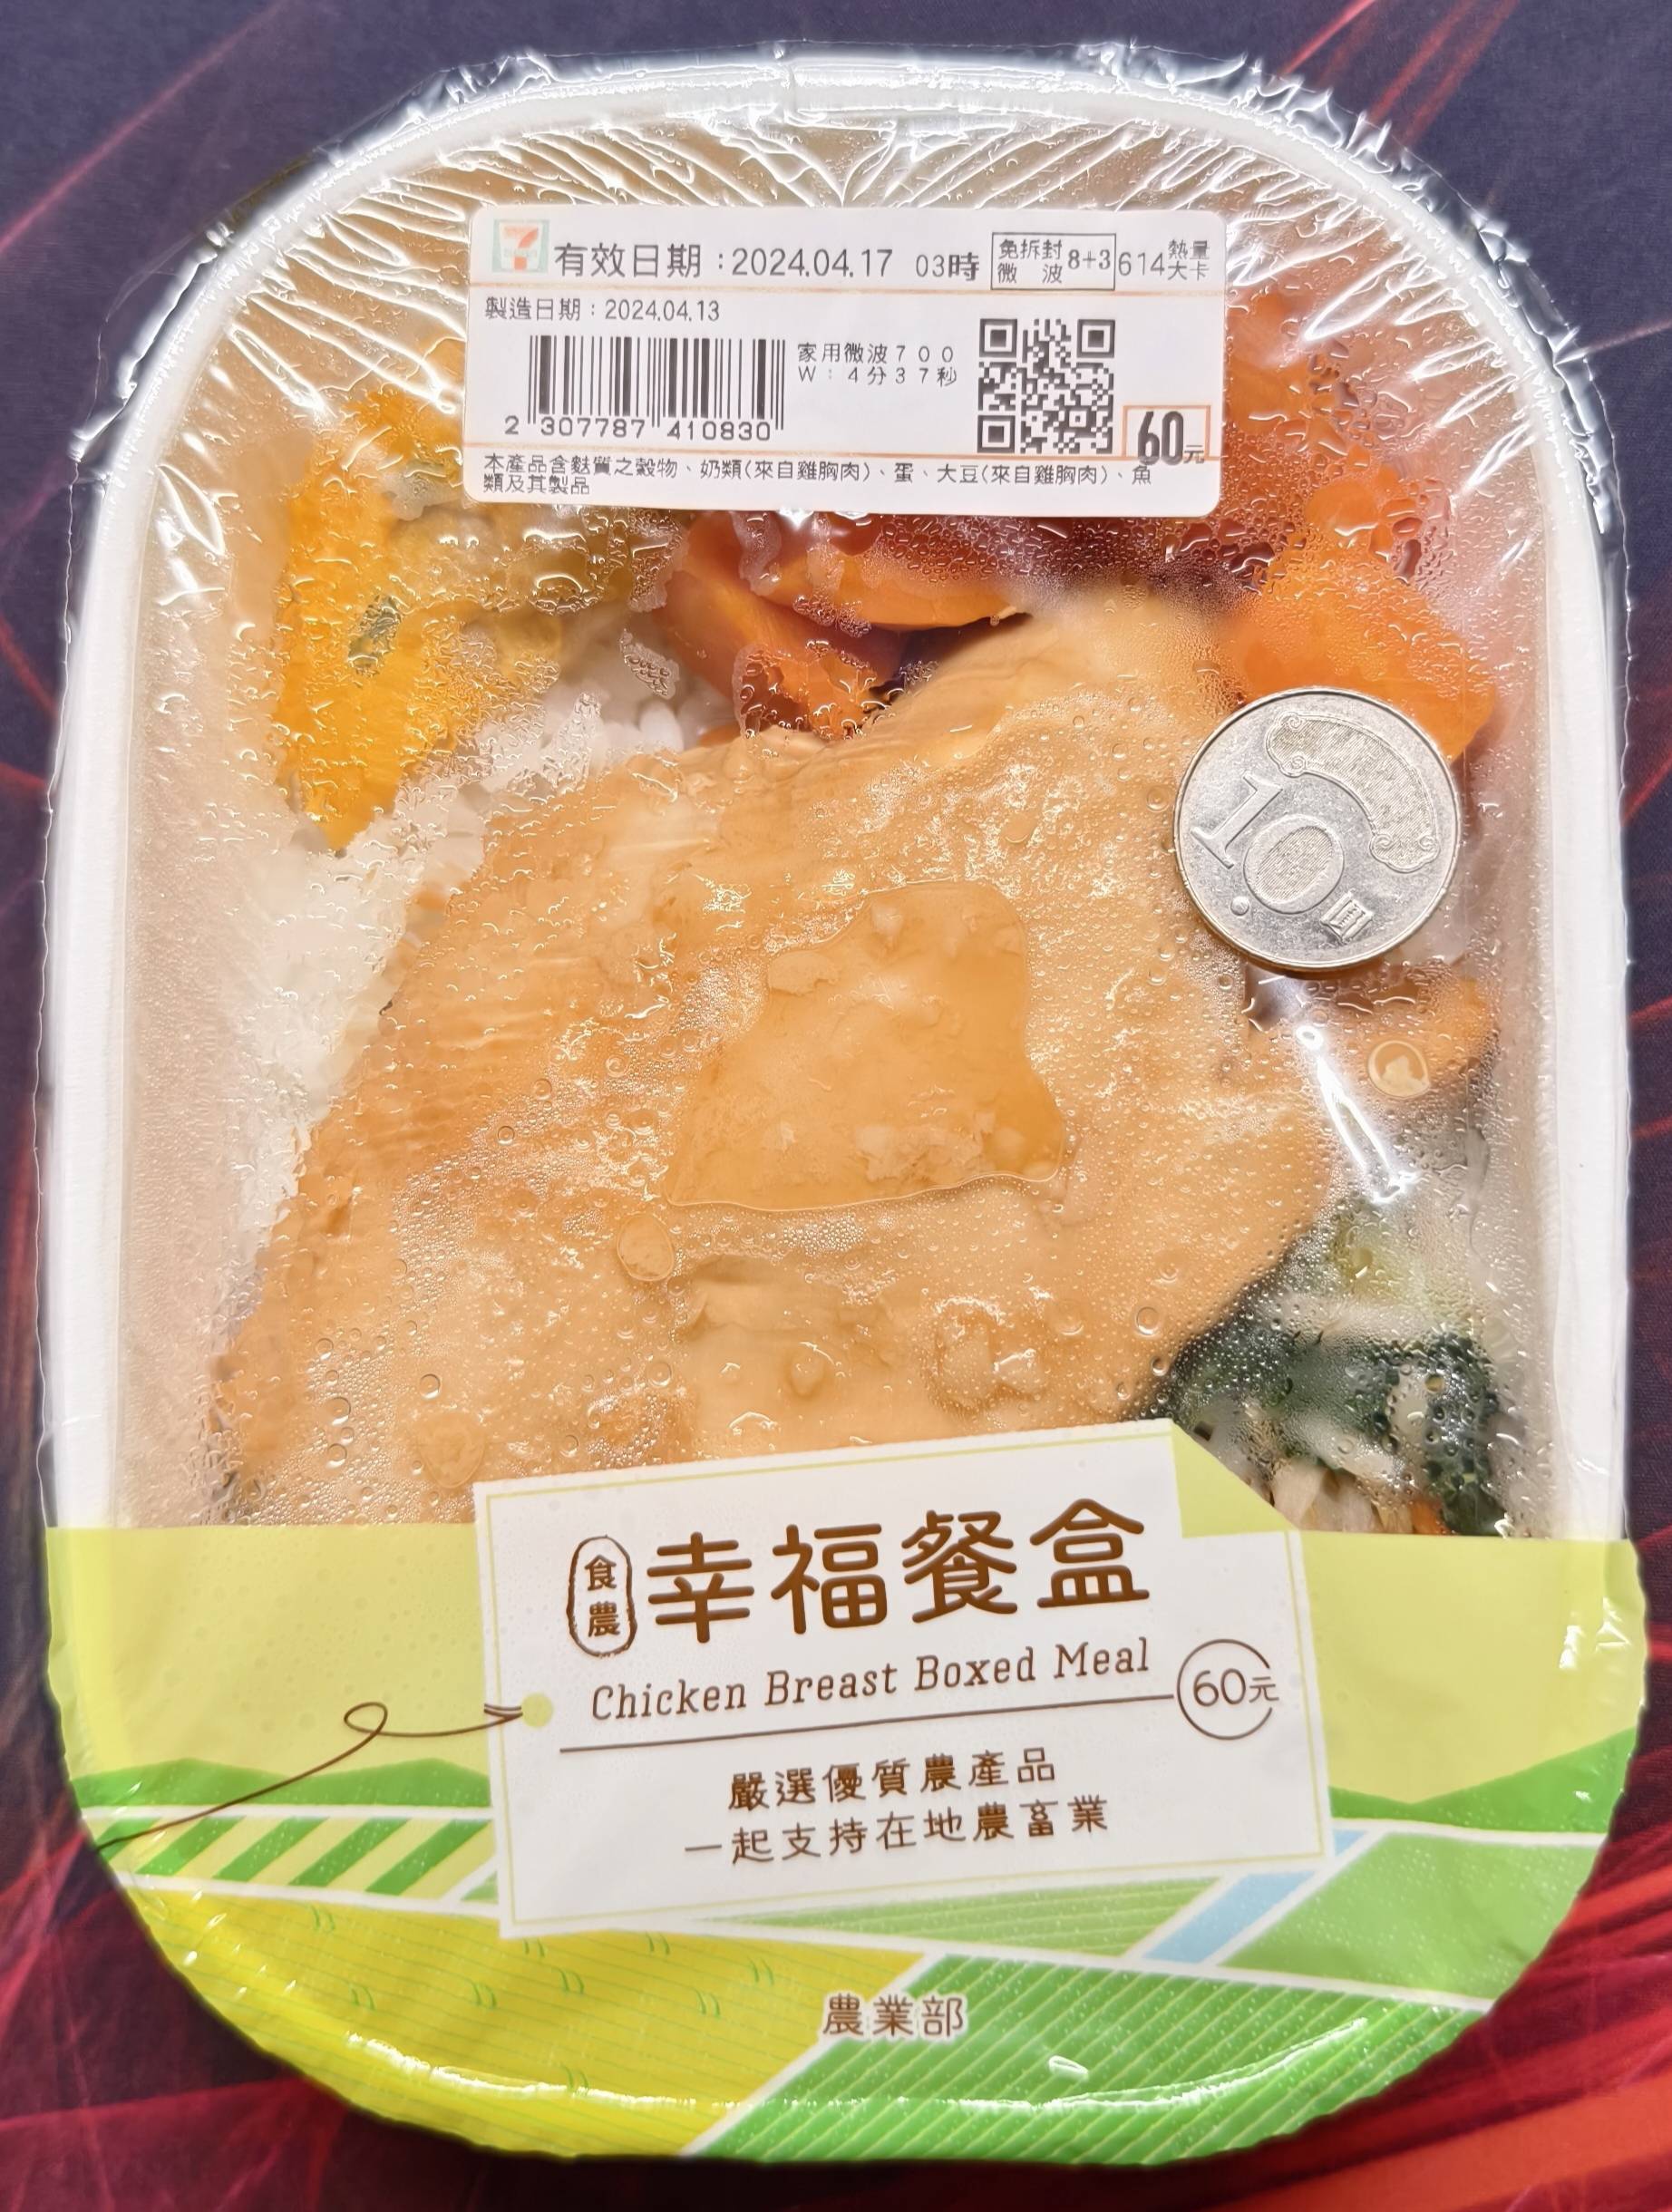 有效日期：2024.04.17 03時 免拆封微波 8+3 614 熱量大卡
製造日期：2024.04.13
家用微波７００
Ｗ：４分３７秒
2 307787 410830
60元
本產品含麩質之穀物、奶類(來自雞胸肉)、蛋、大豆(來自雞胸肉)、魚
類及其製品
10
圓
食農 幸福餐盒
Chicken Breast Boxed Meal
60元
嚴選優質農產品
一起支持在地農畜業
農業部